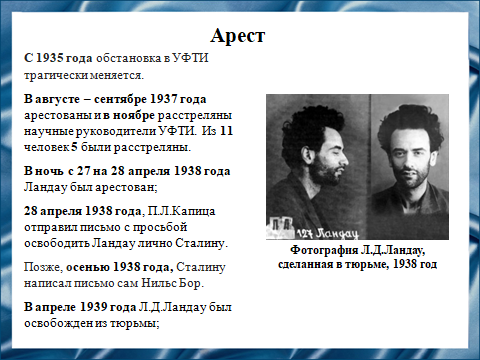 Арест
С 1935 года обстановка в УФТИ
трагически меняется.
В августе – сентябре 1937 года
арестованы и в ноябре расстреляны
научные руководители УФТИ. Из 11
человек 5 были расстреляны.
В ночь с 27 на 28 апреля 1938 года
Ландау был арестован;
28 апреля 1938 года, П.Л.Капица
отправил письмо с просьбой
освободить Ландау лично Сталину.
Позже, осенью 1938 года, Сталину
написал письмо сам Нильс Бор.
В апреле 1939 года Л.Д.Ландау был
освобожден из тюрьмы;
127 Ландау
Фотография Л.Д.Ландау,
сделанная в тюрьме, 1938 год